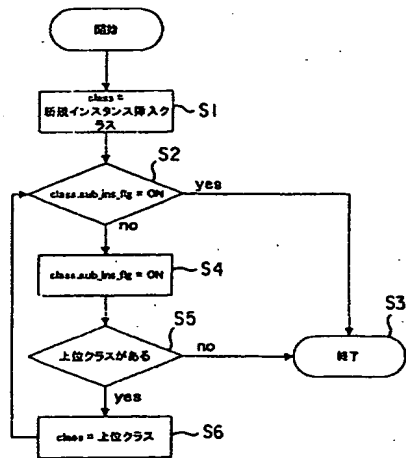 開始
class =
新規インスタンス挿入ク
ラス
S1
S2
class.sub_ins_flg = ON
yes
no
class.sub_ins_flg = ON
S4
S3
S5
上位クラスがある
no
終了
yes
class = 上位クラス
S6